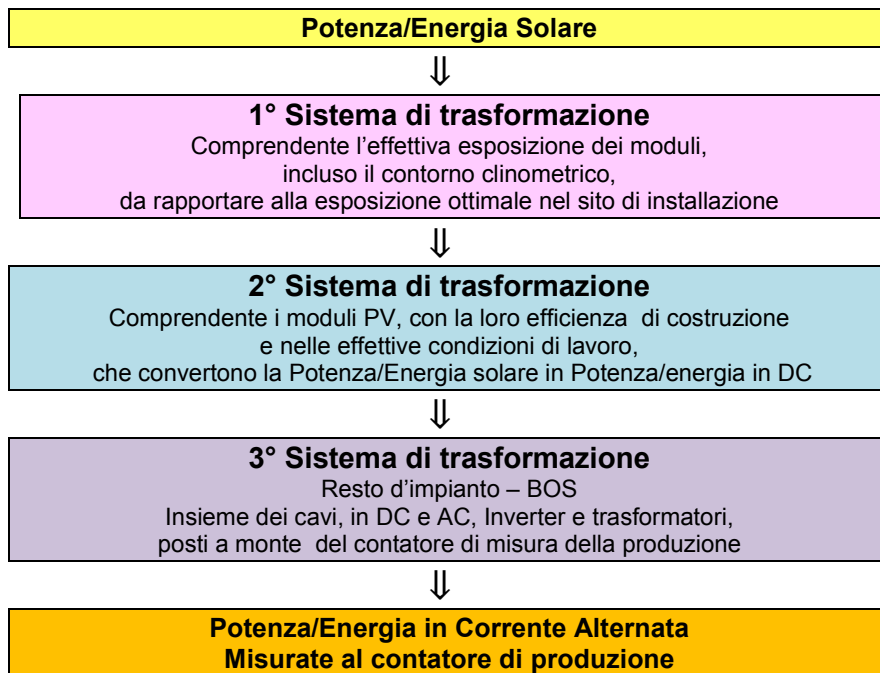 Potenza/Energia Solare
⇓
1° Sistema di trasformazione
Comprendente l'effettiva esposizione dei moduli,
incluso il contorno clinometrico,
da rapportare alla esposizione ottimale nel sito di installazione
⇓
2° Sistema di trasformazione
Comprendente i moduli PV, con la loro efficienza di costruzione
e nelle effettive condizioni di lavoro,
che convertono la Potenza/Energia solare in Potenza/energia in DC
⇓
3° Sistema di trasformazione
Resto d'impianto – BOS
Insieme dei cavi, in DC e AC, Inverter e trasformatori,
posti a monte del contatore di misura della produzione
⇓
Potenza/Energia in Corrente Alternata
Misurate al contatore di produzione